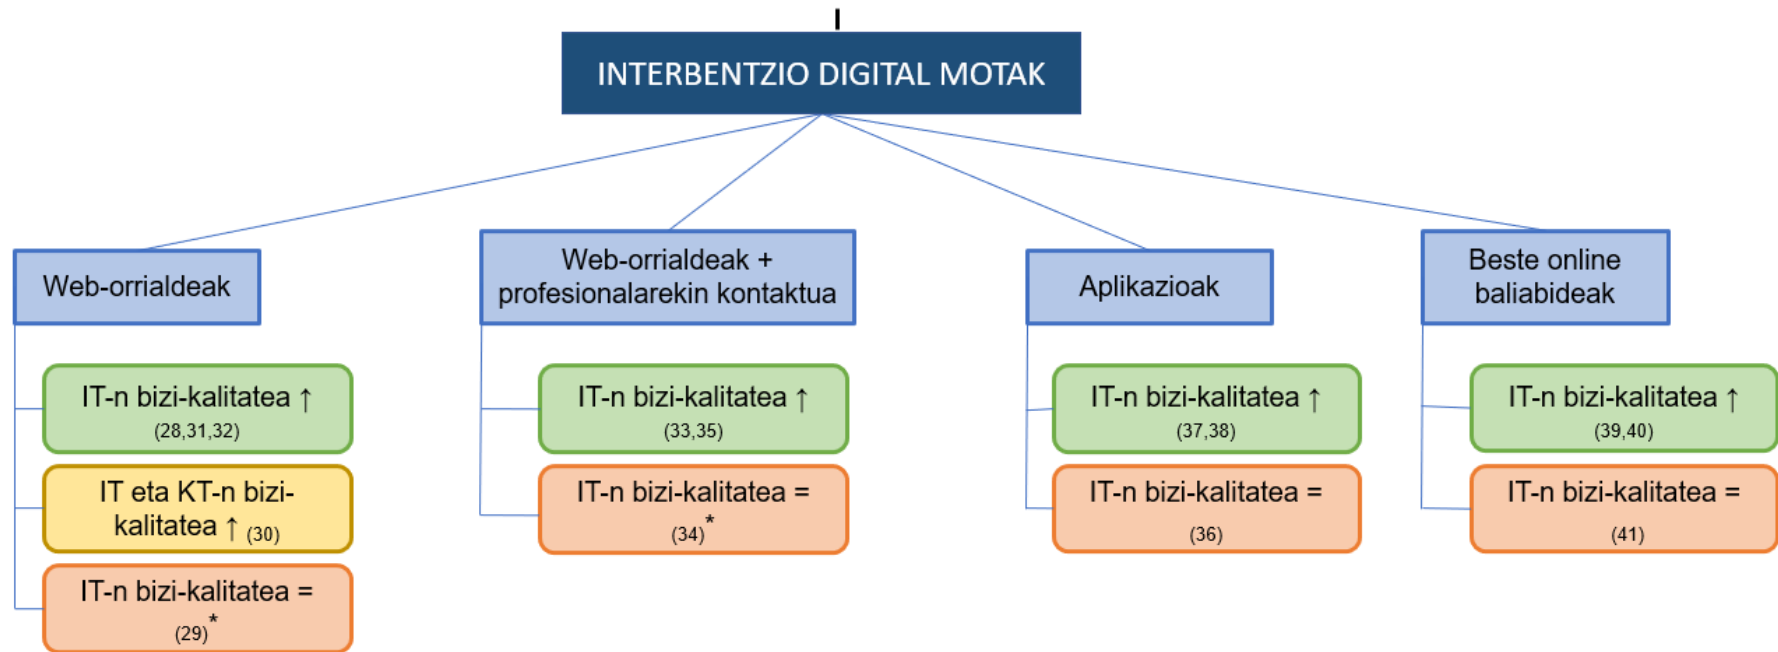 INTERBENTZIO DIGITAL MOTAK
Web-orrialdeak
IT-n bizi-kalitatea ↑
(28,31,32)
IT eta KT-n bizi-
kalitatea ↑ (30)
IT-n bizi-kalitatea =
(29)*
Web-orrialdeak +
profesionalarekin kontaktua
IT-n bizi-kalitatea ↑
(33,35)
IT-n bizi-kalitatea =
(34)*
Aplikazioak
IT-n bizi-kalitatea ↑
(37,38)
IT-n bizi-kalitatea =
(36)
Beste online
baliabideak
IT-n bizi-kalitatea ↑
(39,40)
IT-n bizi-kalitatea =
(41)